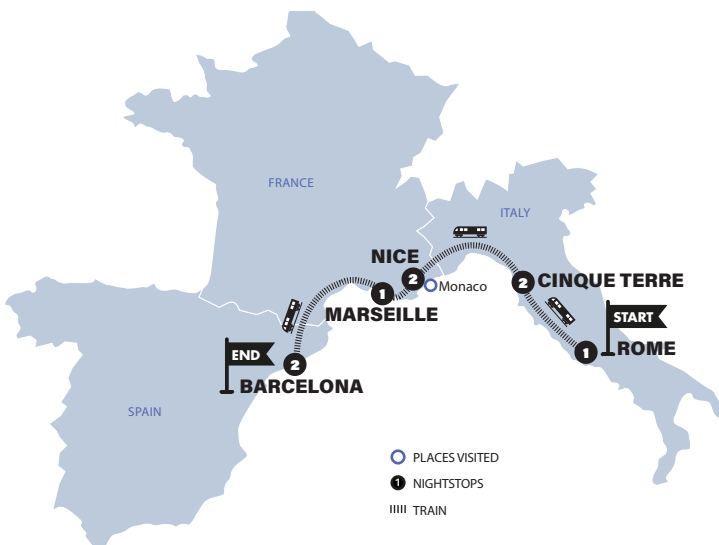 FRANCE
ITALY
NICE
2
2
CINQUE TERRE
Monaco
1
MARSEILLE
START
1
ROME
END
2
BARCELONA
SPAIN
PLACES VISITED
1 NIGHTSTOPS
TRAIN